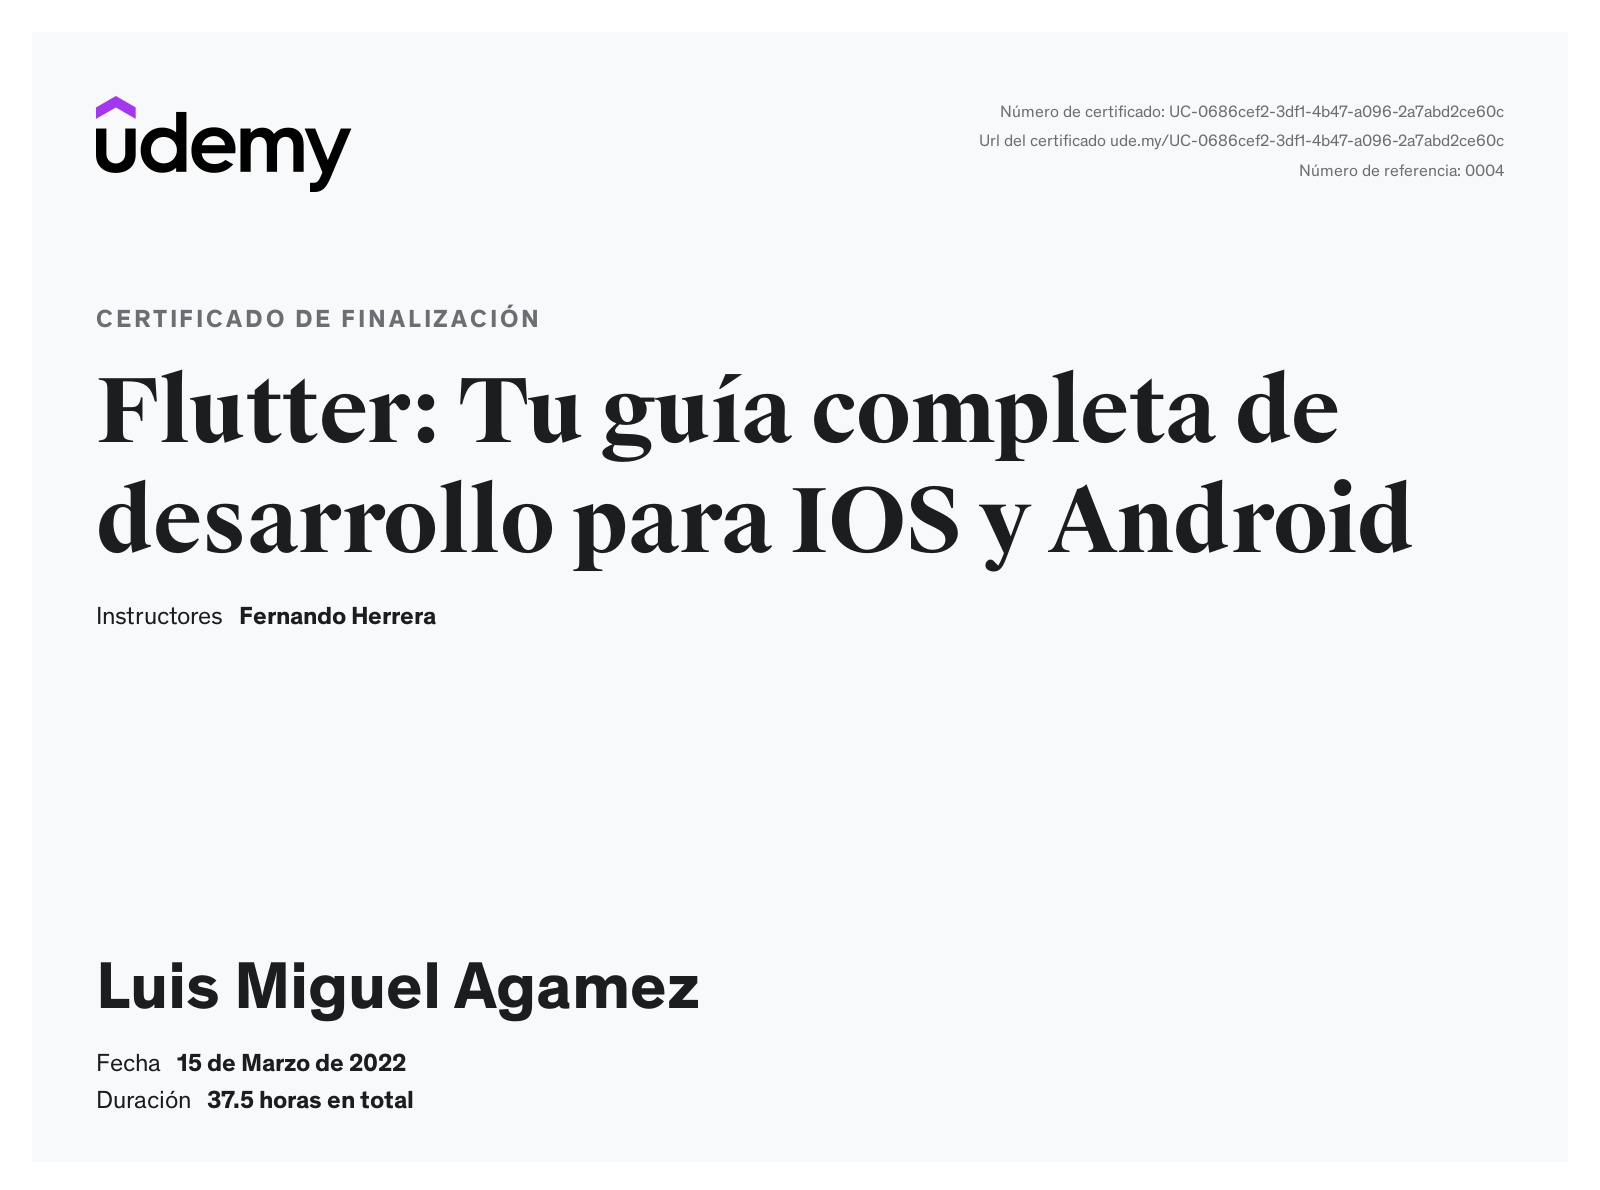 udemy
Número de certificado: UC-0686cef2-3df1-4b47-a096-2a7abd2ce60c
Url del certificado ude.my/UC-0686cef2-3df1-4b47-a096-2a7abd2ce60c
Número de referencia: 0004
CERTIFICADO DE FINALIZACIÓN
Flutter: Tu guía completa de
desarrollo para IOS y Android
Instructores Fernando Herrera
Luis Miguel Agamez
Fecha 15 de Marzo de 2022
Duración 37.5 horas en total